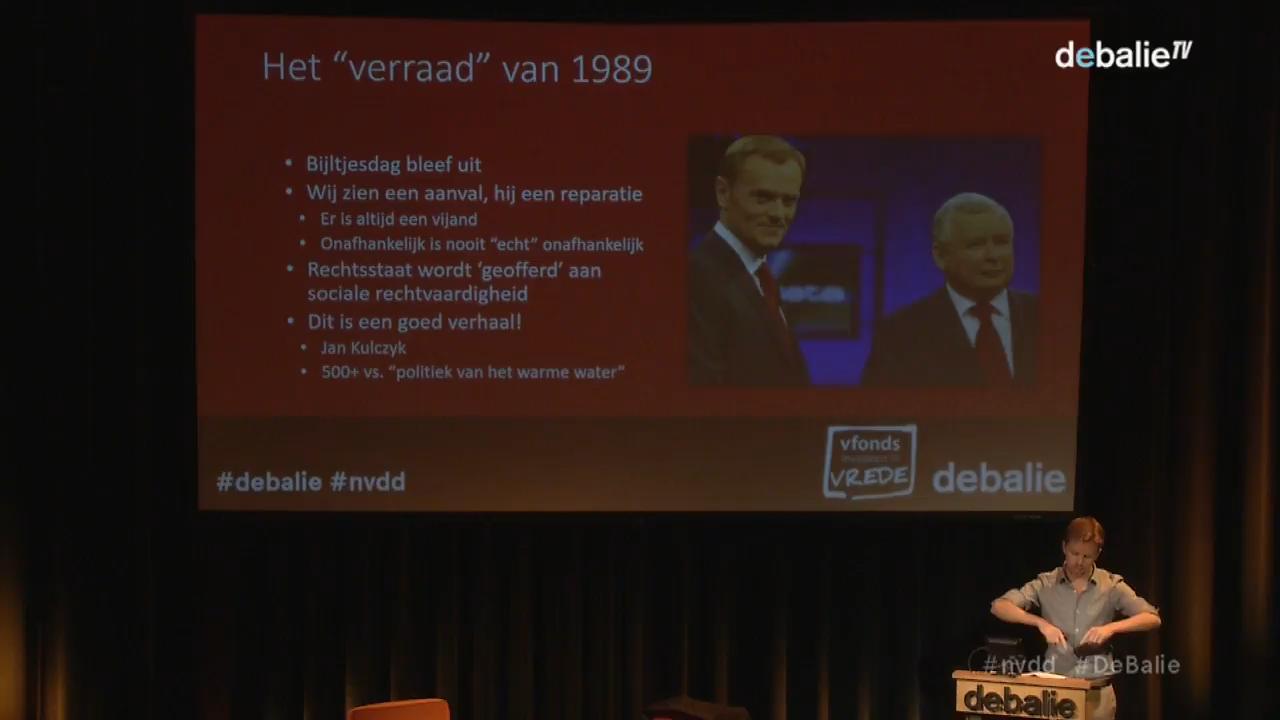 Het “verraad” van 1989
debalieTV
• Bijltjesdag bleef uit
• Wij zien een aanval, hij een reparatie
• Er is altijd een vijand
• Onafhankelijk is nooit “echt” onafhankelijk
• Rechtsstaat wordt ‘geofferd’ aan
sociale rechtvaardigheid
• Dit is een goed verhaal!
• Jan Kulczyk
• 500+ vs. “politiek van het warme water”
#debalie #nvdd
vfonds
VREDE
debalie
#nvdd #DeBalie
debalie